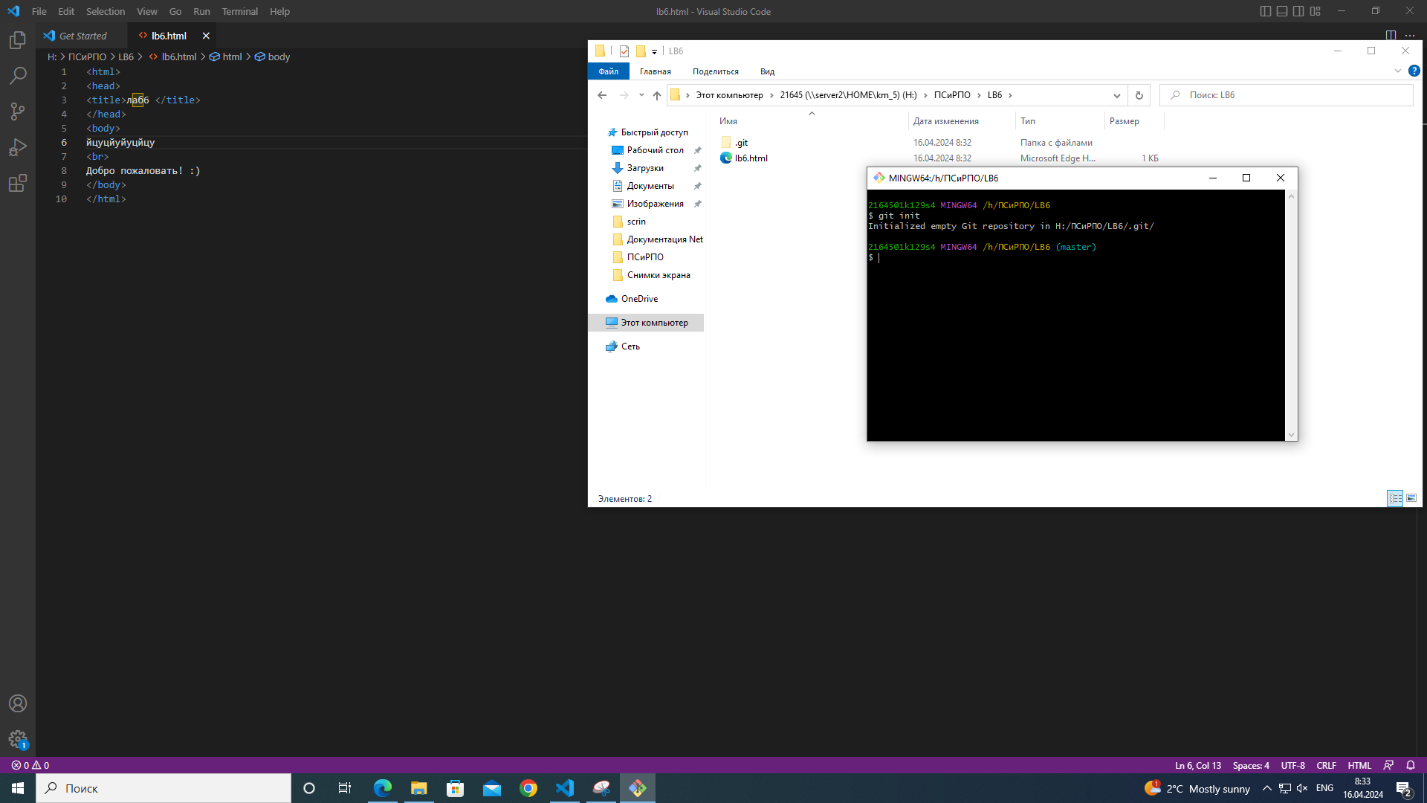 File Edit Selection View Go Run Terminal Help
lb6.html - Visual Studio Code
Get Started
lb6.html
H: > ПСиРПО > LB6 > lb6.html > html > body
1 <html>
2 <head>
3 <title>лаб6 </title>
4 </head>
5 <body>
6 йцуцйуйуцйцу
7 <br>
8 Добро пожаловать! :)
9 </body>
10 </html>
LB6
Файл Главная Поделиться Вид
Этот компьютер > 21645 (\\server2\HOME\km_5) (H:) > ПСиРПО > LB6 >
Поиск: LB6
Имя Дата изменения Тип Размер
.git 16.04.2024 8:32 Папка с файлами
lb6.html 16.04.2024 8:32 Microsoft Edge H... 1 КБ
Быстрый доступ
Рабочий стол
Загрузки
Документы
Изображения
scrin
Документация Net
ПСиРПО
Снимки экрана
OneDrive
Этот компьютер
Сеть
Элементов: 2
MINGW64:/h/ПСиРПО/LB6
21645@1k129s4 MINGW64 /h/ПСиРПО/LB6
$ git init
Initialized empty Git repository in H:/ПСиРПО/LB6/.git/
21645@1k129s4 MINGW64 /h/ПСиРПО/LB6 (master)
$
0 0
Ln 6, Col 13 Spaces: 4 UTF-8 CRLF HTML
Поиск
2°C Mostly sunny
ENG
8:33
16.04.2024
2
1